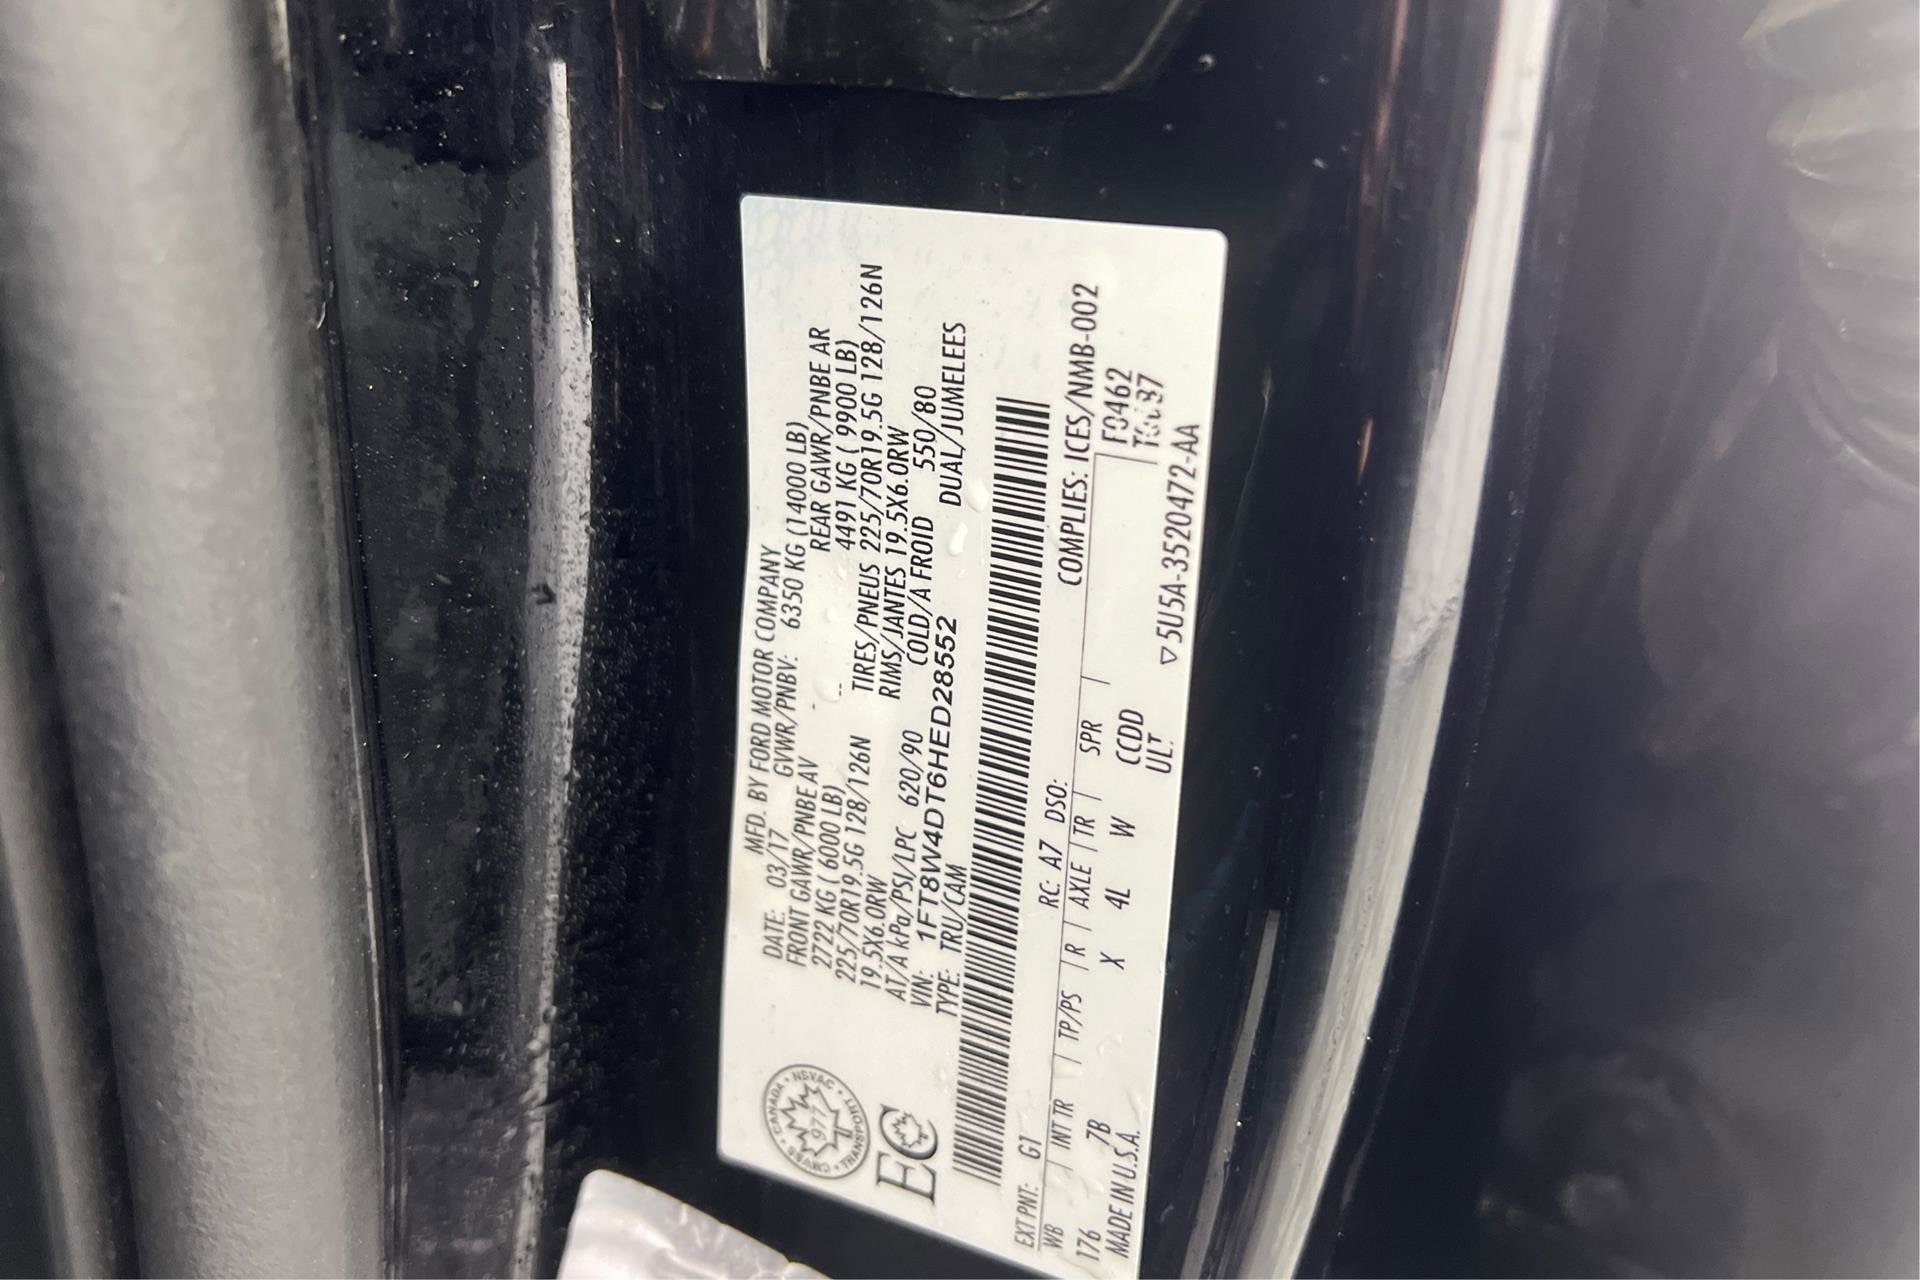 MFD. BY FORD MOTOR COMPANY
DATE: 03/17 GVWR/PNBV: 6350 KG (14000 LB)
FRONT GAWR/PNBE AV REAR GAWR/PNBE AR
2722 KG ( 6000 LB) -- 4491 KG ( 9900 LB)
225/70R19.5G 128/126N TIRES/PNEUS 225/70R19.5G 128/126N
19.5X6.0RW RIMS/JANTES 19.5X6.0RW
AT/A kPa/PSI/LPC 620/90 COLD/A FROID 550/80
VIN: 1FT8W4DT6HED28552 DUAL/JUMELEES
TYPE: TRU/CAM
CANADA • NSVAC • TRANSPORT • CMVSS •
977
EC
COMPLIES: ICES/NMB-002
EXT PNT: G1 RC: A7 DSO:
WB INT TR TP/PS R AXLE TR SPR F0462
176 7B X 4L W CCDD
MADE IN U.S.A. ULT
▽ 5U5A-3520472-AA